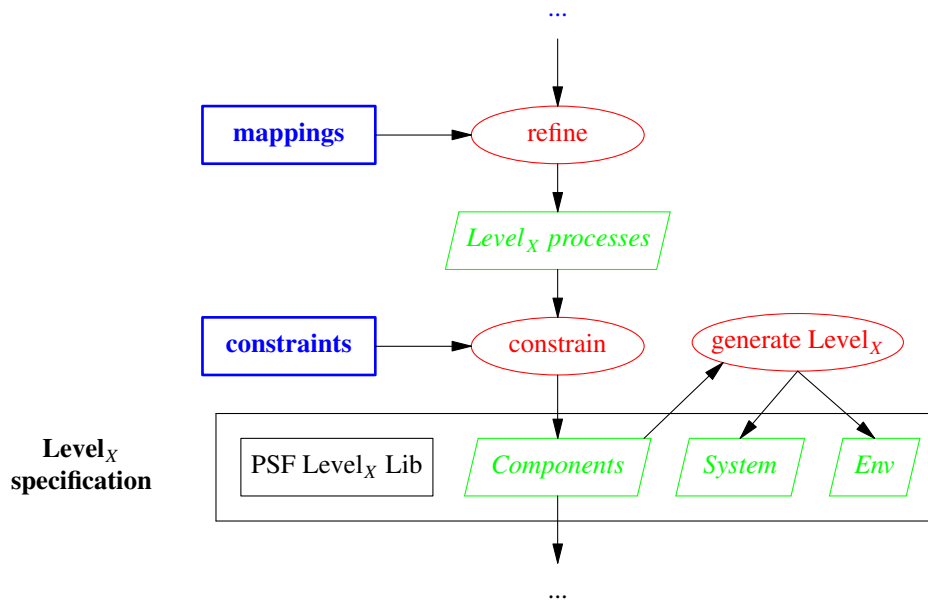 ...
mappings
refine
Level_X processes
constraints
constrain
generate Level_X
Level_X
specification
PSF Level_X Lib
Components
System
Env
...